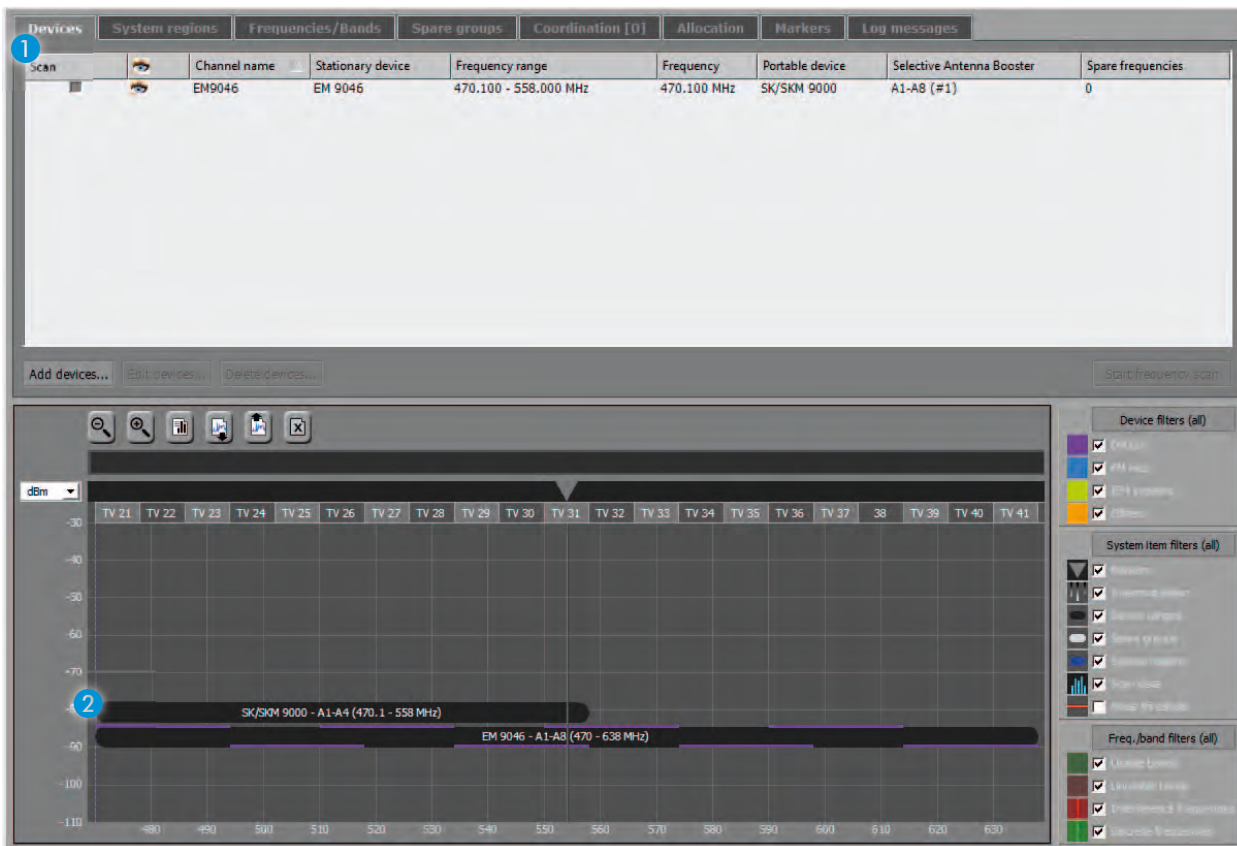 Devices System regions Frequencies/Bands Spare groups Coordination [0] Allocation Markers Log messages
1
Scan Channel name Stationary device Frequency range Frequency Portable device Selective Antenna Booster Spare frequencies
EM9046 EM 9046 470.100 - 558.000 MHz 470.100 MHz SK/SKM 9000 A1-A8 (#1) 0
Add devices... Edit devices... Delete devices... Start frequency scan
Device filters (all)
dBm
TV 21 TV 22 TV 23 TV 24 TV 25 TV 26 TV 27 TV 28 TV 29 TV 30 TV 31 TV 32 TV 33 TV 34 TV 35 TV 36 TV 37 38 TV 39 TV 40 TV 41
-30
System item filters (all)
-40
-50
-60
-70
2
SK/SKM 9000 - A1-A4 (470.1 - 558 MHz)
EM 9046 - A1-A8 (470 - 638 MHz)
-90
Freq./band filters (all)
-100
-110
480 490 500 510 520 530 540 550 560 570 580 590 600 610 620 630